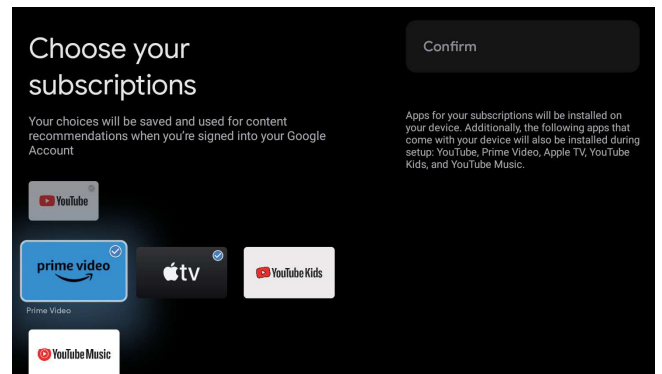 Choose your
subscriptions
Your choices will be saved and used for content
recommendations when you're signed into your Google
Account
YouTube
prime video
tv
YouTube Kids
Prime Video
YouTube Music
Confirm
Apps for your subscriptions will be installed on
your device. Additionally, the following apps that
come with your device will also be installed during
setup: YouTube, Prime Video, Apple TV, YouTube
Kids, and YouTube Music.